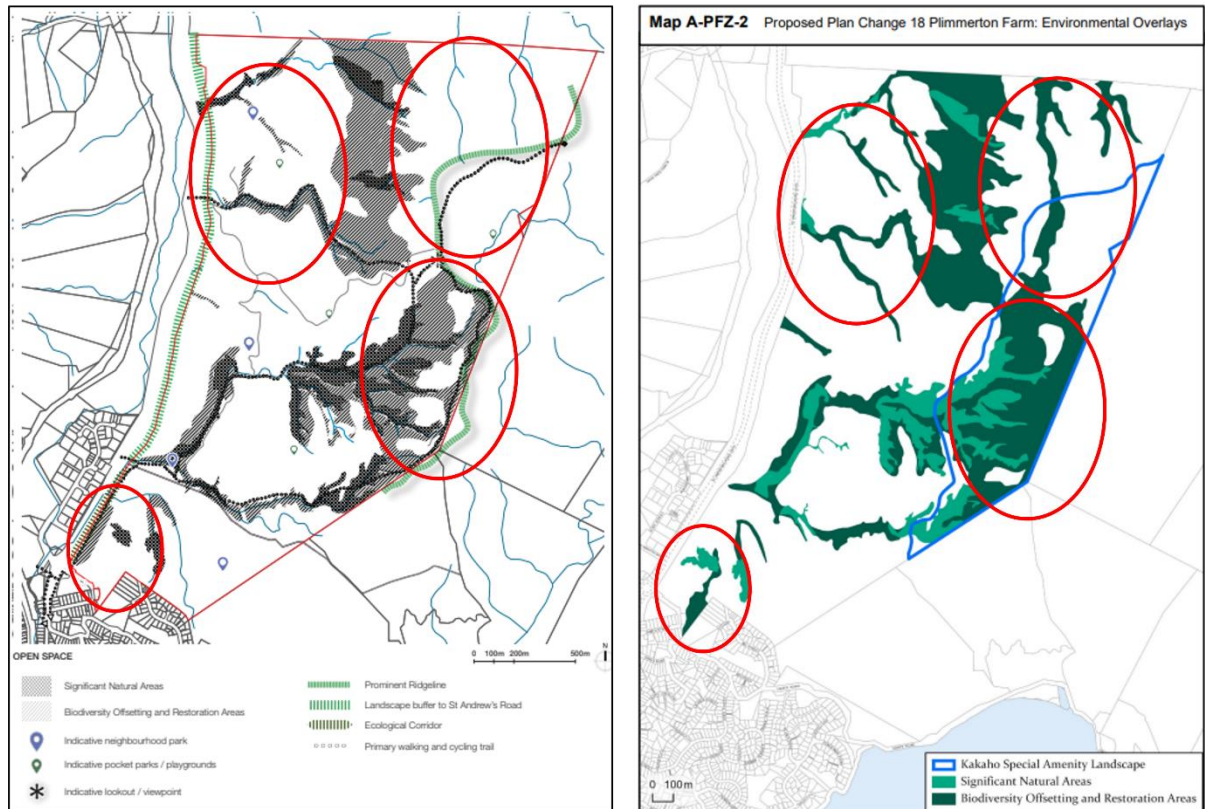 OPEN SPACE
0 100m 200m 500m
N
Significant Natural Areas
Biodiversity Offsetting and Restoration Areas
Indicative neighbourhood park
Indicative pocket parks / playgrounds
Indicative lookout / viewpoint
Prominent Ridgeline
Landscape buffer to St Andrew's Road
Ecological Corridor
Primary walking and cycling trail
Map A-PFZ-2 Proposed Plan Change 18 Plimmerton Farm: Environmental Overlays
0 100m
Kakaho Special Amenity Landscape
Significant Natural Areas
Biodiversity Offsetting and Restoration Areas